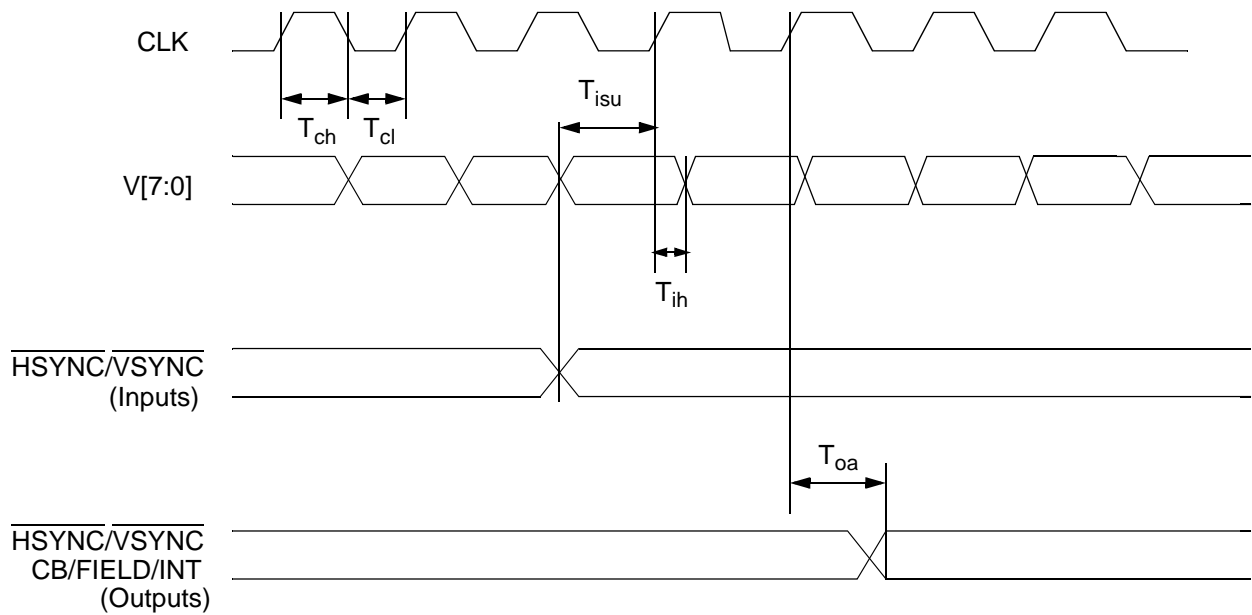 CLK
T_ch T_cl
T_isu
V[7:0]
T_ih
HSYNC/VSYNC
(Inputs)
T_oa
HSYNC/VSYNC
CB/FIELD/INT
(Outputs)